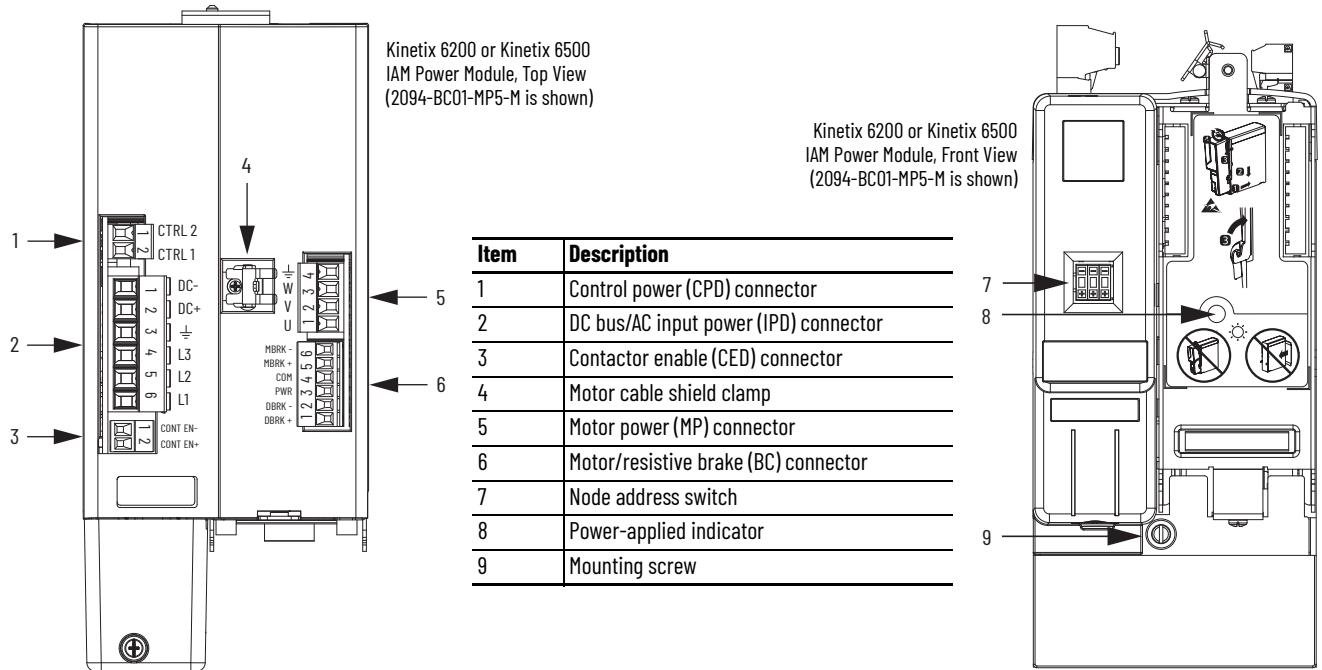 Kinetix 6200 or Kinetix 6500
IAM Power Module, Top View
(2094-BC01-MP5-M is shown)
Kinetix 6200 or Kinetix 6500
IAM Power Module, Front View
(2094-BC01-MP5-M is shown)
4
1
1 CTRL 2
2 CTRL 1
2
1 DC-
2 DC+
3
4 L3
5 L2
6 L1
3
1 CONT EN-
2 CONT EN+
4
W 3
V 2
U 1
5
MBRK - 6
MBRK + 5
COM 4
PWR 3
DBRK - 2
DBRK + 1
6
Item Description
1 Control power (CPD) connector
2 DC bus/AC input power (IPD) connector
3 Contactor enable (CED) connector
4 Motor cable shield clamp
5 Motor power (MP) connector
6 Motor/resistive brake (BC) connector
7 Node address switch
8 Power-applied indicator
9 Mounting screw
7
8
9
2
3